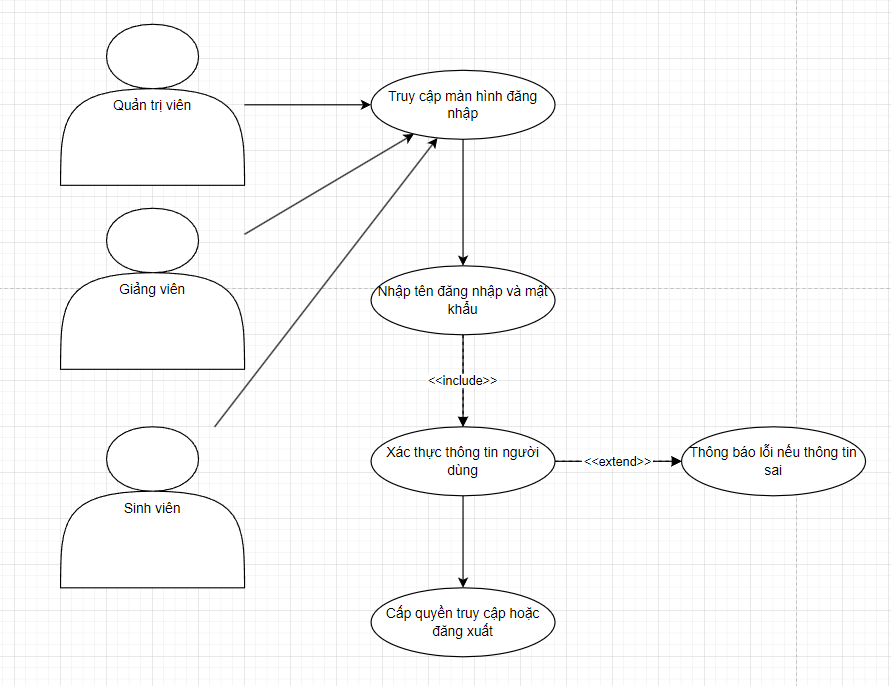 Quản trị viên
Truy cập màn hình đăng
nhập
Giảng viên
Nhập tên đăng nhập và mật
khẩu
<<include>>
Xác thực thông tin người
dùng
<<extend>>
Thông báo lỗi nếu thông tin
sai
Sinh viên
Cấp quyền truy cập hoặc
đăng xuất